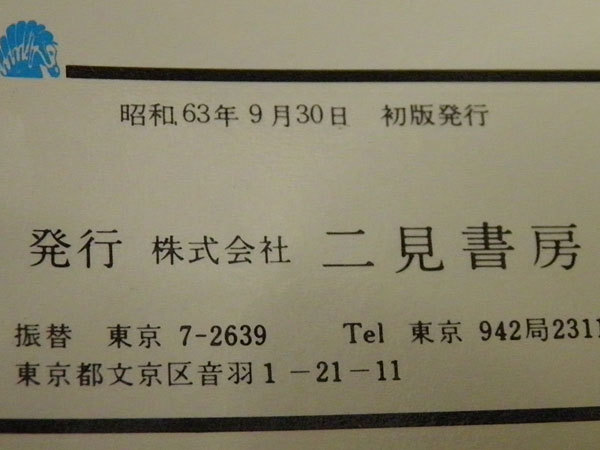 昭和63年9月30日　初版発行
発行 株式会社 二見書房
振替　東京 7-2639　　Tel 東京 942局2311
東京都文京区音羽1－21－11